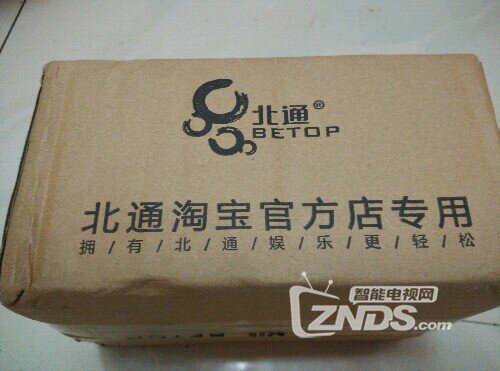 北通®
BETOP
北通淘宝官方店专用
拥/有/北/通/娱/乐/更/轻/松
智能电视网
ZNDS.com